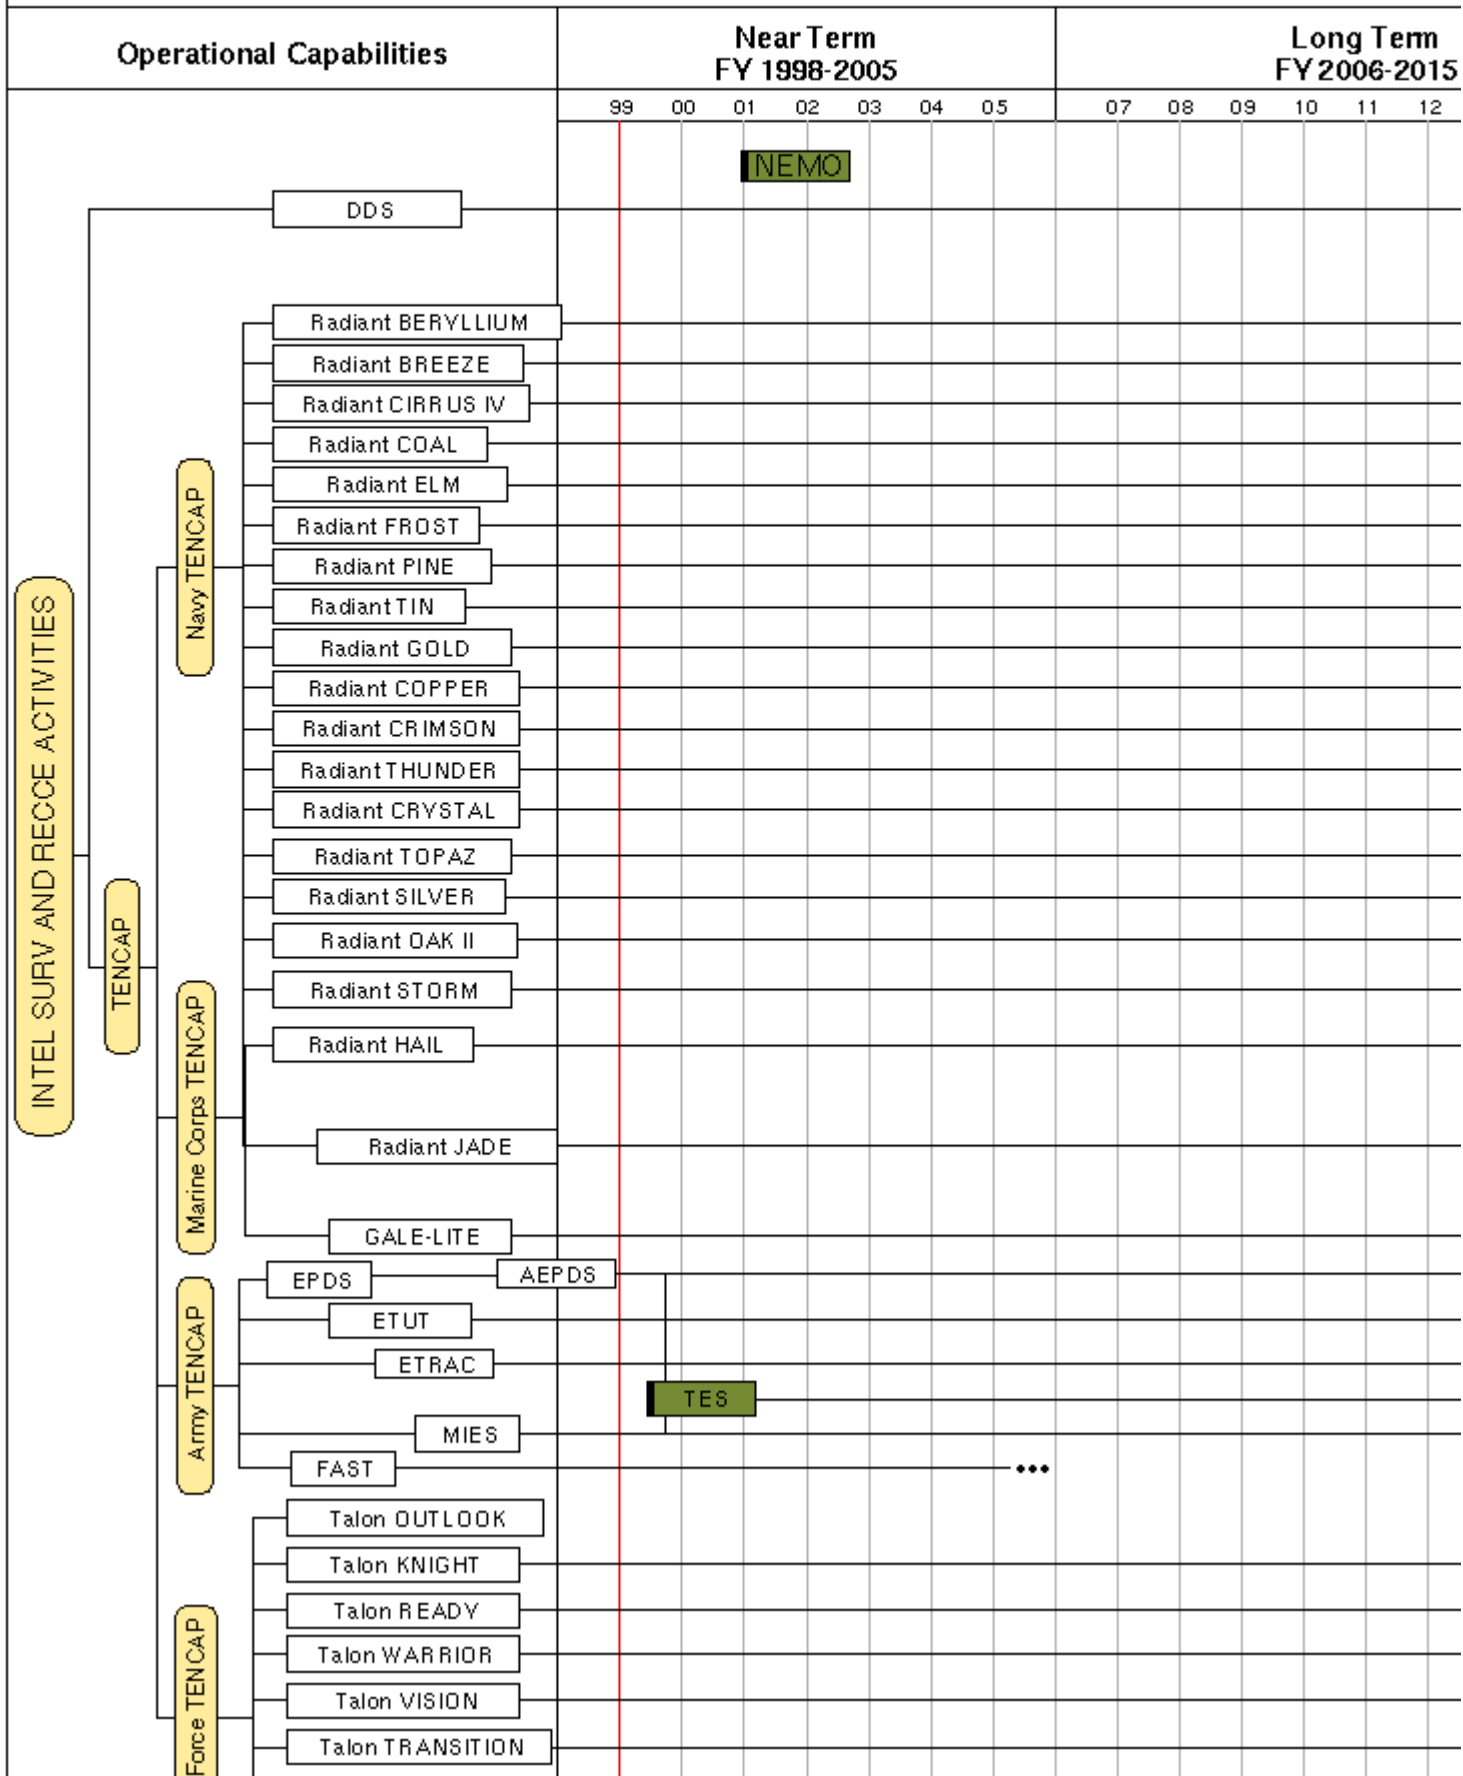 Operational Capabilities
Near Term
FY 1998-2005
Long Term
FY 2006-2015
99 00 01 02 03 04 05 07 08 09 10 11 12
NEMO
DDS
Radiant BERYLLIUM
Radiant BREEZE
Radiant CIRRUS IV
Radiant COAL
Radiant ELM
Radiant FROST
Radiant PINE
Radiant TIN
Radiant GOLD
Radiant COPPER
Radiant CRIMSON
Radiant THUNDER
Radiant CRYSTAL
Radiant TOPAZ
Radiant SILVER
Radiant OAK II
Radiant STORM
Radiant HAIL
Radiant JADE
GALE-LITE
EPDS
AEPDS
ETUT
ETRAC
TES
MIES
FAST
•••
Talon OUTLOOK
Talon KNIGHT
Talon READY
Talon WARRIOR
Talon VISION
Talon TRANSITION
INTEL SURV AND RECCE ACTIVITIES
TENCAP
Navy TENCAP
Marine Corps TENCAP
Army TENCAP
Force TENCAP